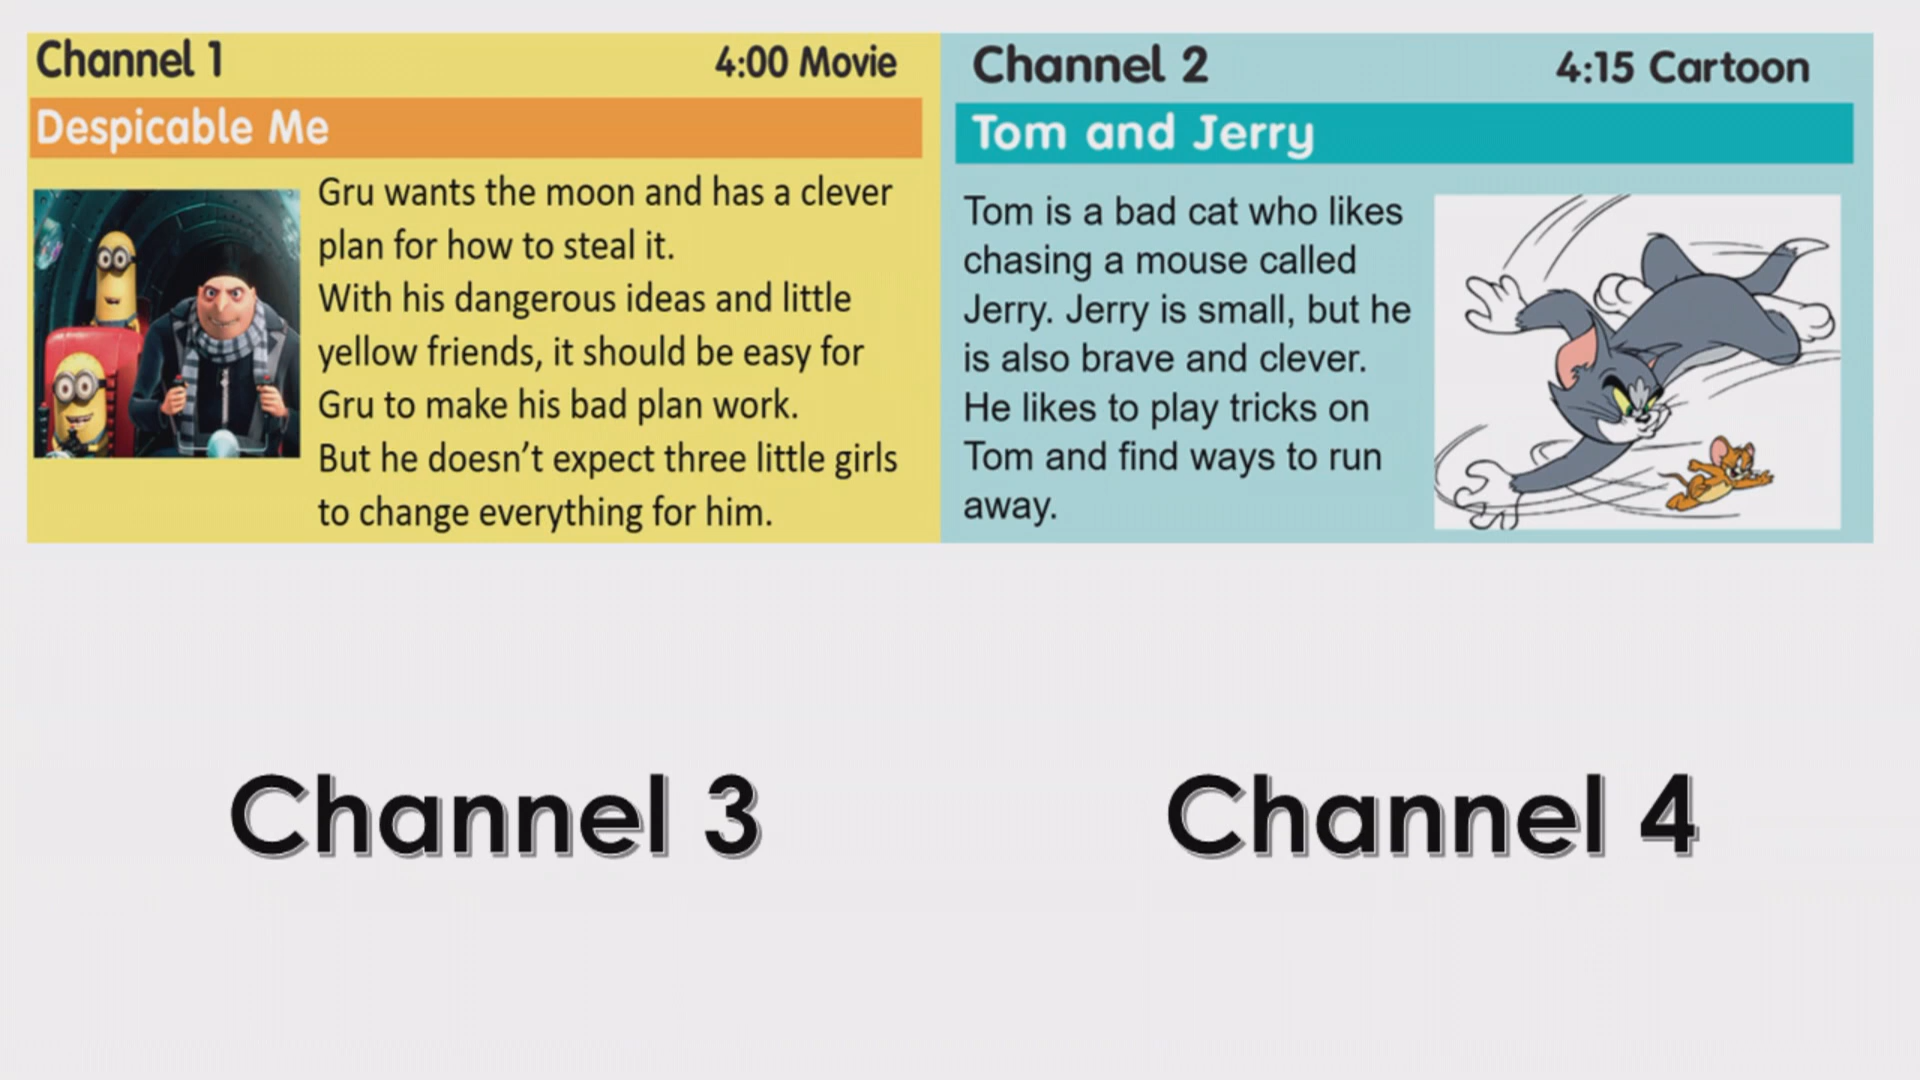 Channel 1
4:00 Movie
Despicable Me
Gru wants the moon and has a clever
plan for how to steal it.
With his dangerous ideas and little
yellow friends, it should be easy for
Gru to make his bad plan work.
But he doesn’t expect three little girls
to change everything for him.
Channel 2
4:15 Cartoon
Tom and Jerry
Tom is a bad cat who likes
chasing a mouse called
Jerry. Jerry is small, but he
is also brave and clever.
He likes to play tricks on
Tom and find ways to run
away.
Channel 3
Channel 4